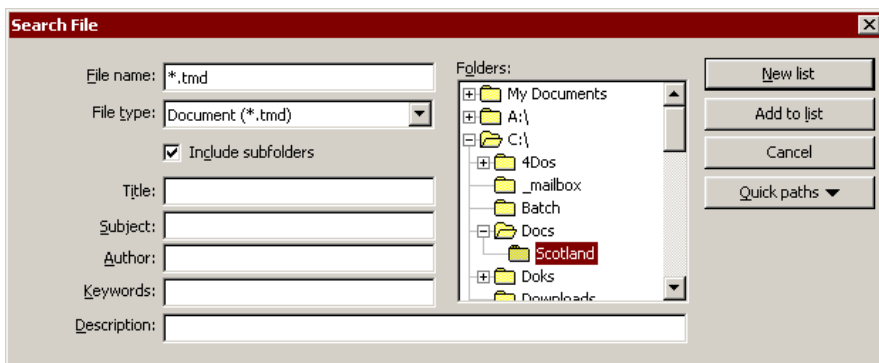 Search File
File name: *.tmd
File type: Document (*.tmd)
Include subfolders
Title:
Subject:
Author:
Keywords:
Description:
Folders:
My Documents
A:\
C:\
4Dos
_mailbox
Batch
Docs
Scotland
Doks
Downloads
New list
Add to list
Cancel
Quick paths